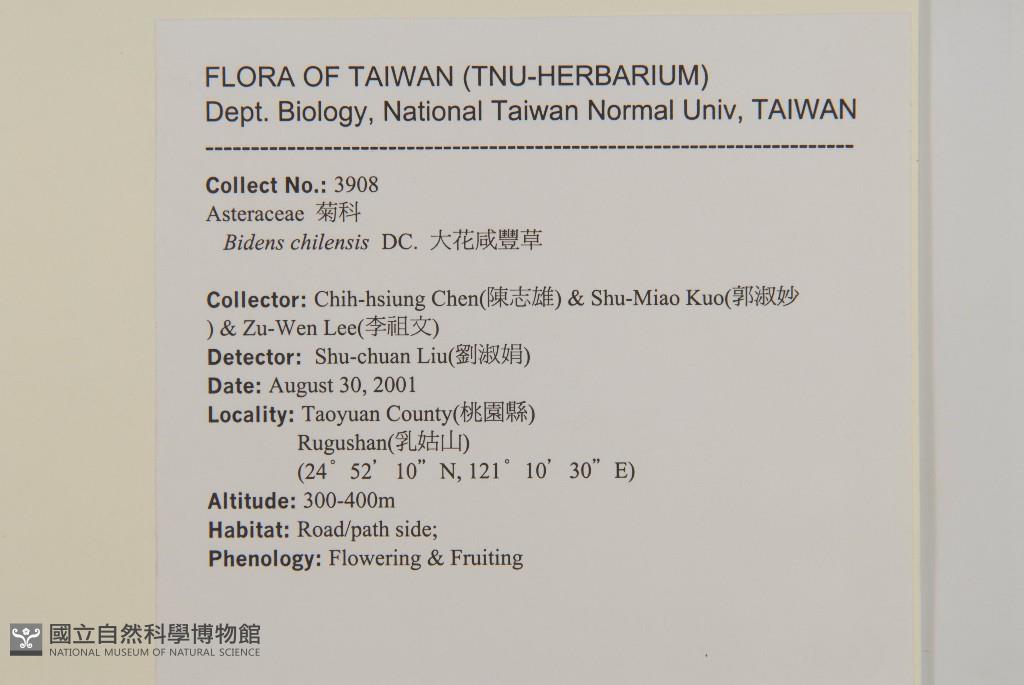 FLORA OF TAIWAN (TNU-HERBARIUM)
Dept. Biology, National Taiwan Normal Univ, TAIWAN
-----------------------------------------------------------------------
Collect No.: 3908
Asteraceae 菊科
Bidens chilensis DC. 大花咸豐草
Collector: Chih-hsiung Chen(陳志雄) & Shu-Miao Kuo(郭淑妙
) & Zu-Wen Lee(李祖文)
Detector: Shu-chuan Liu(劉淑娟)
Date: August 30, 2001
Locality: Taoyuan County(桃園縣)
Rugushan(乳姑山)
(24° 52’ 10” N, 121° 10’ 30” E)
Altitude: 300-400m
Habitat: Road/path side;
Phenology: Flowering & Fruiting
國立自然科學博物館
NATIONAL MUSEUM OF NATURAL SCIENCE